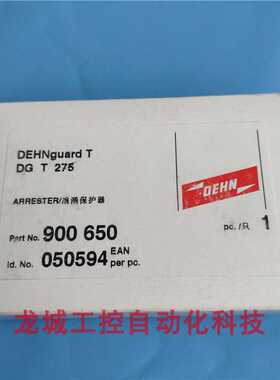 DEHNguard T
DG T 275
DEHN
ARRESTER/浪涌保护器
pc./只 1
Part No. 900 650
Id. No. 050594 EAN per pc.
龙城工控自动化科技